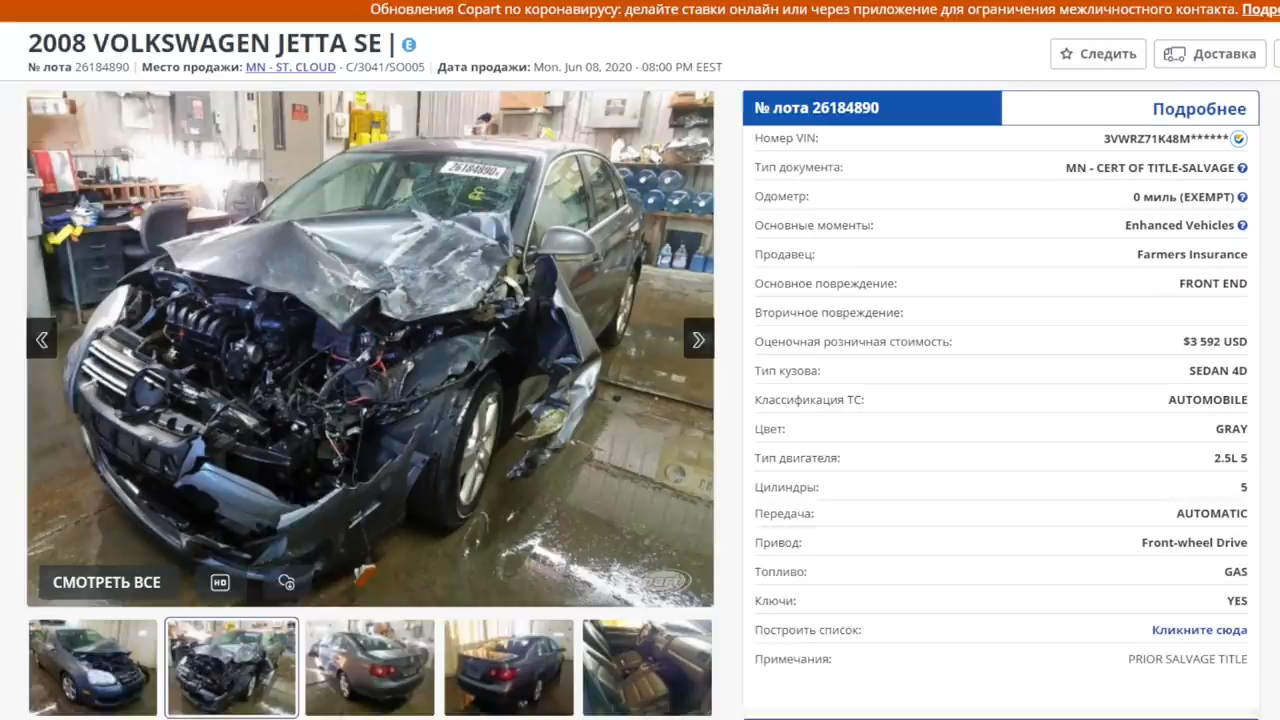 Обновления Copart по коронавирусу: делайте ставки онлайн или через приложение для ограничения межличностного контакта.
2008 VOLKSWAGEN JETTA SE | E
№ лота 26184890 | Место продажи: MN - ST. CLOUD - C/3041/SO005 | Дата продажи: Mon. Jun 08, 2020 - 08:00 PM EEST
Следить
Доставка
26184890
СМОТРЕТЬ ВСЕ
HD
№ лота 26184890
Подробнее
Номер VIN: 3VWRZ71K48M******
Тип документа: MN - CERT OF TITLE-SALVAGE ?
Одометр: 0 миль (EXEMPT) ?
Основные моменты: Enhanced Vehicles ?
Продавец: Farmers Insurance
Основное повреждение: FRONT END
Вторичное повреждение:
Оценочная розничная стоимость: $3 592 USD
Тип кузова: SEDAN 4D
Классификация ТС: AUTOMOBILE
Цвет: GRAY
Тип двигателя: 2.5L 5
Цилиндры: 5
Передача: AUTOMATIC
Привод: Front-wheel Drive
Топливо: GAS
Ключи: YES
Построить список: Кликните сюда
Примечания: PRIOR SALVAGE TITLE